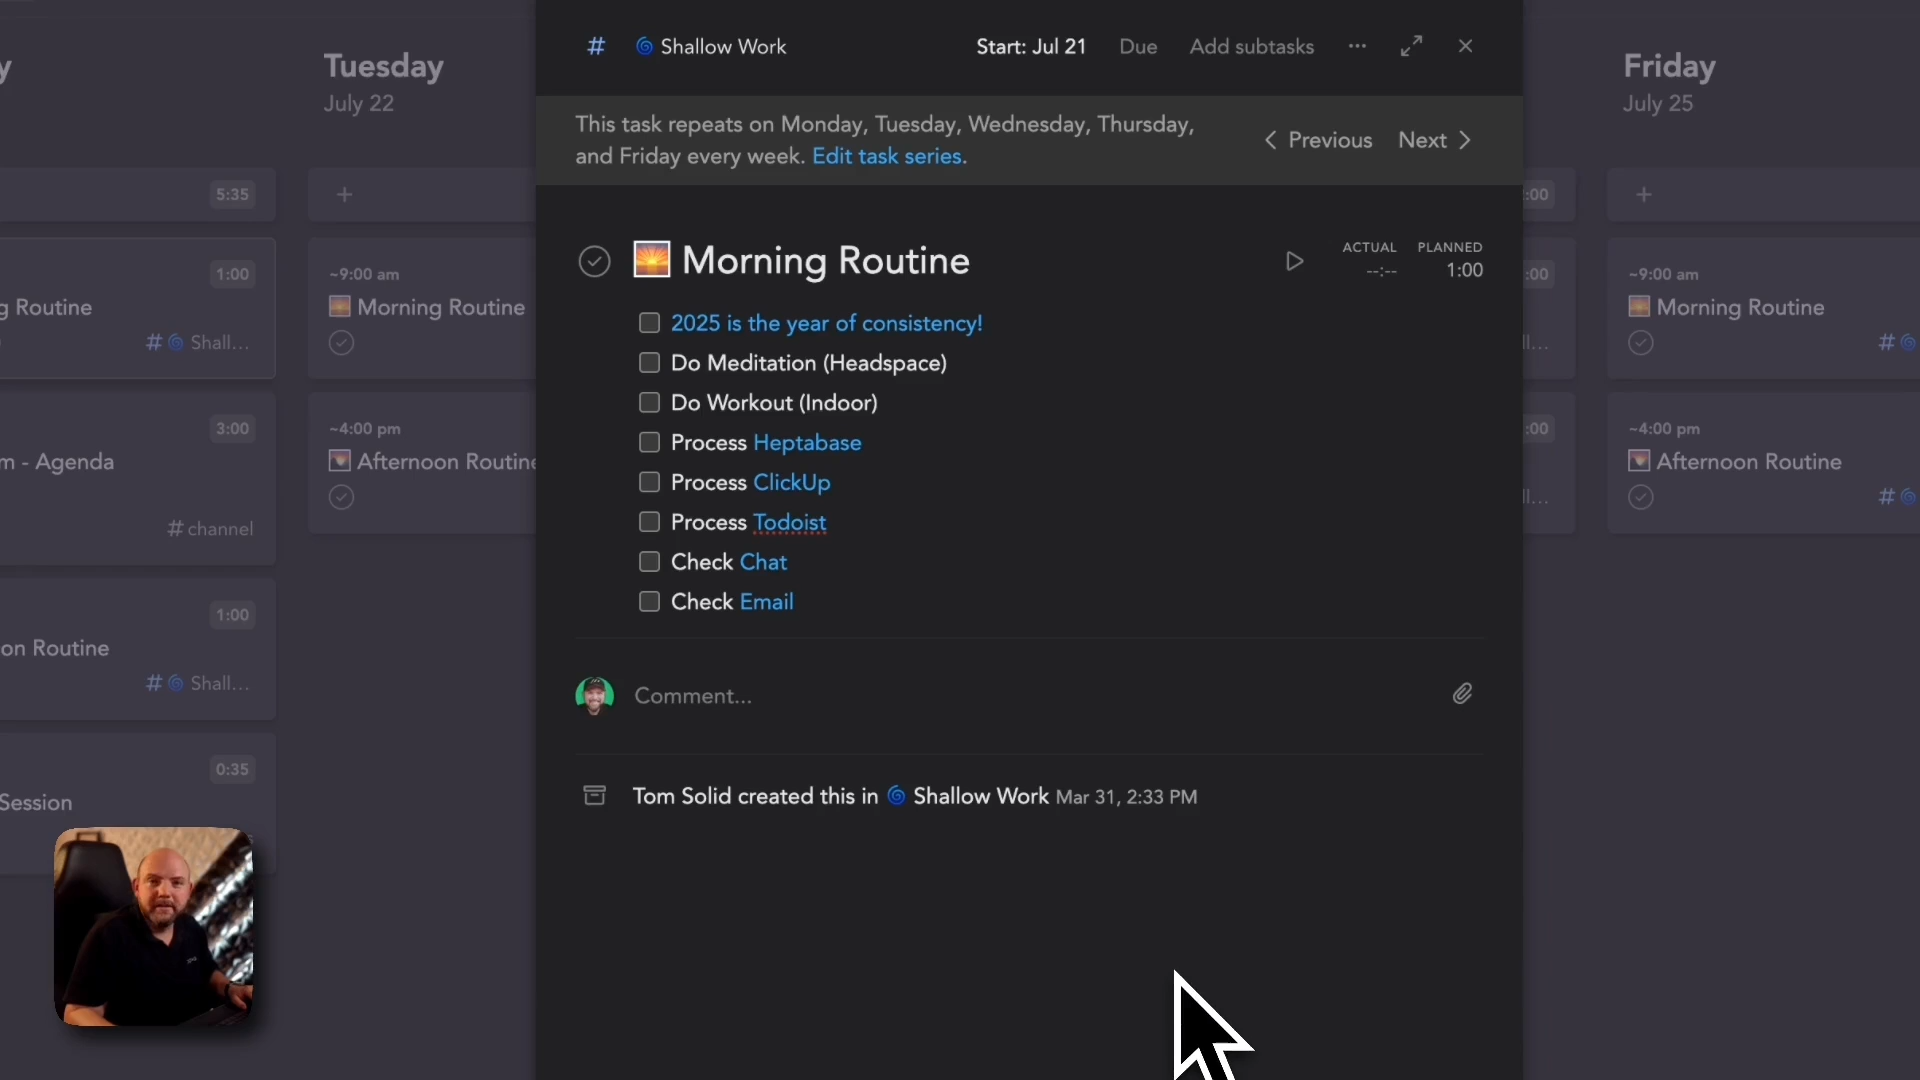 y
Tuesday
July 22
# Shallow Work
Start: Jul 21
Due
Add subtasks
Friday
July 25
This task repeats on Monday, Tuesday, Wednesday, Thursday,
and Friday every week. Edit task series.
Previous
Next
5:35
1:00
g Routine
# Shall...
3:00
m - Agenda
# channel
1:00
on Routine
# Shall...
0:35
Session
~9:00 am
Morning Routine
~4:00 pm
Afternoon Routine
Morning Routine
ACTUAL
--:--
PLANNED
1:00
2025 is the year of consistency!
Do Meditation (Headspace)
Do Workout (Indoor)
Process Heptabase
Process ClickUp
Process Todoist
Check Chat
Check Email
Comment...
Tom Solid created this in Shallow Work Mar 31, 2:33 PM
:00
:00
ll...
:00
ll...
~9:00 am
Morning Routine
#
~4:00 pm
Afternoon Routine
#